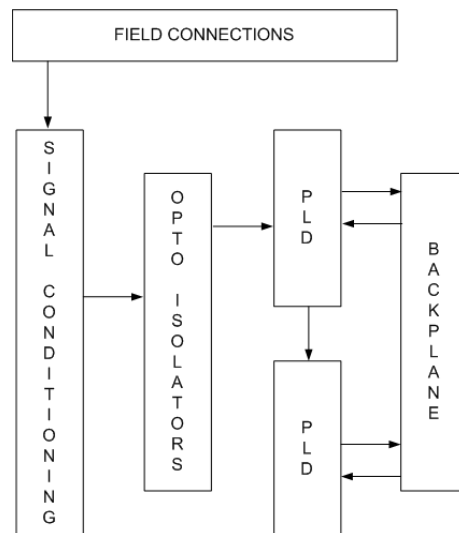 FIELD CONNECTIONS
SIGNAL CONDITIONING
OPTO ISOLATORS
PLD
BACKPLANE
PLD